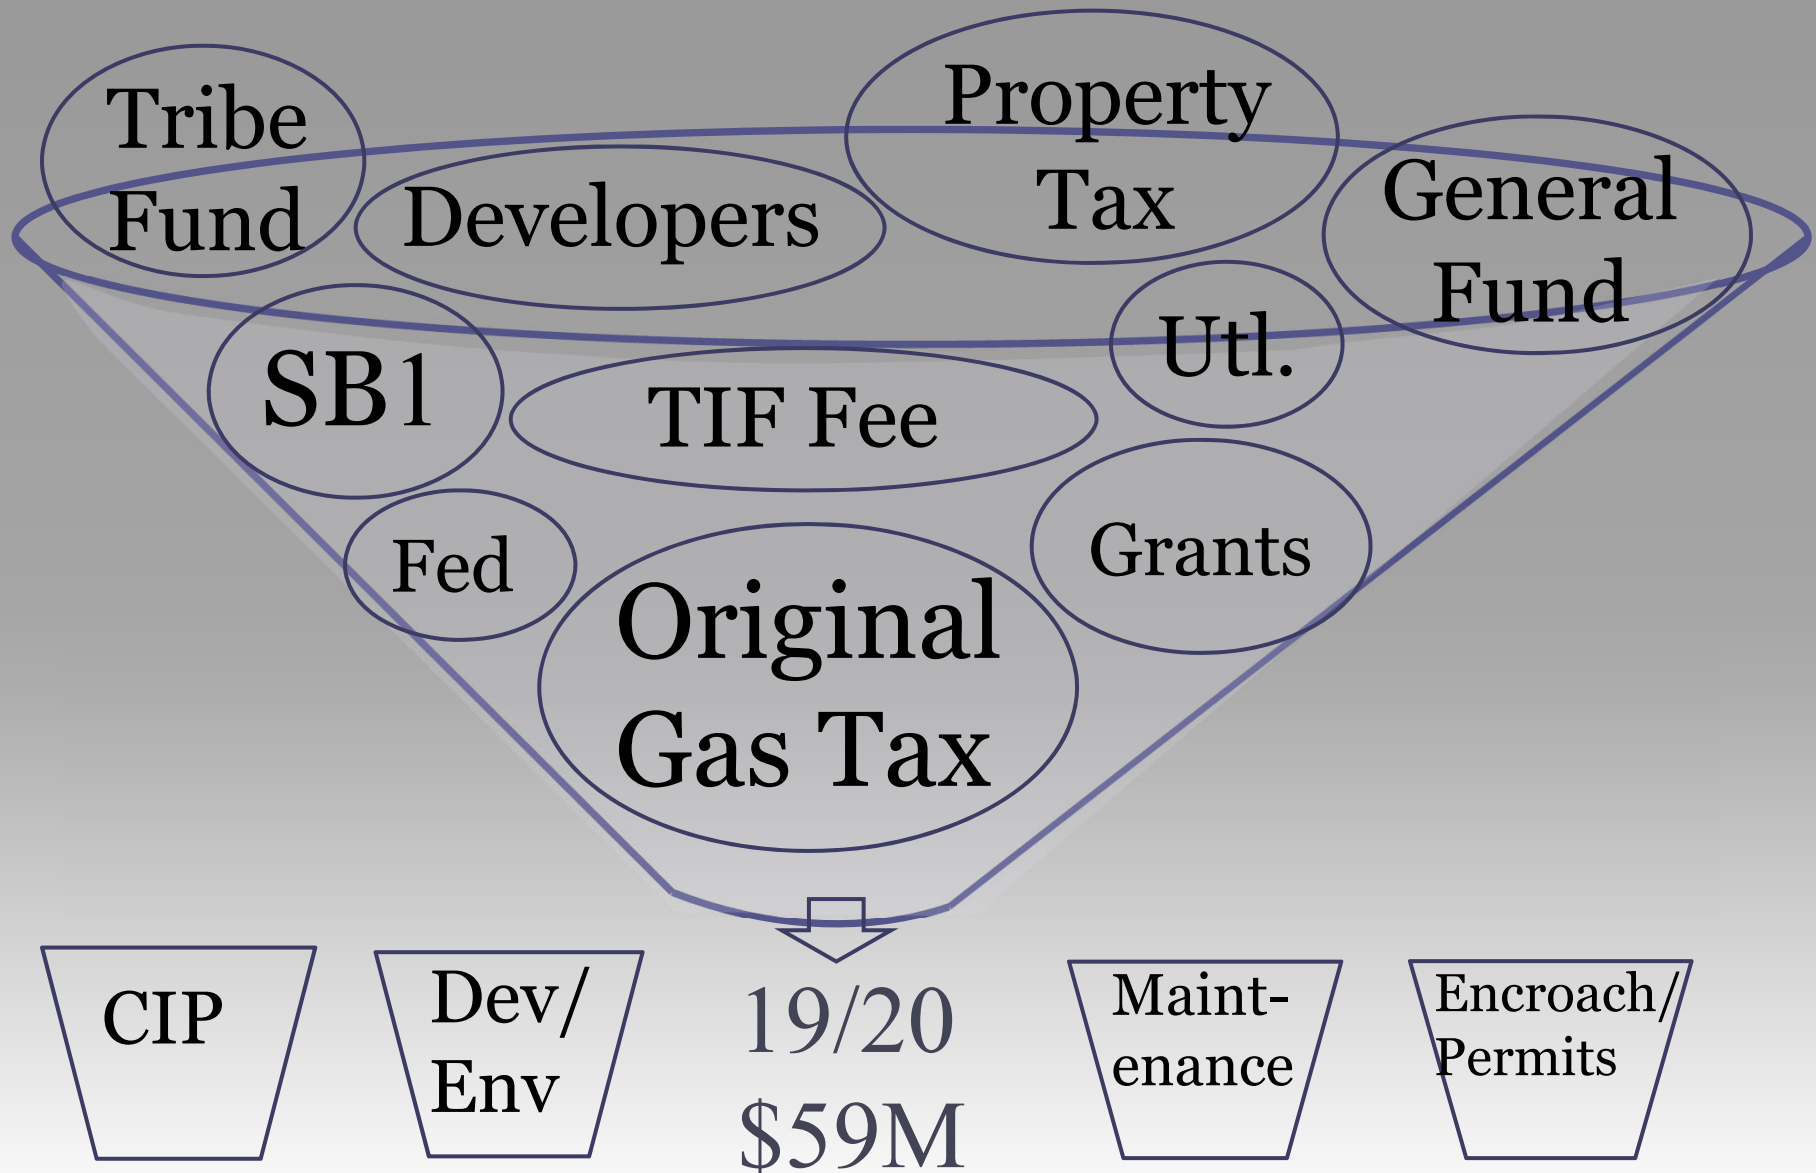 Tribe
Fund
Developers
Property
Tax
General
Fund
SB1
TIF Fee
Utl.
Fed
Original
Gas Tax
Grants
CIP
Dev/
Env
19/20
$59M
Maint-
enance
Encroach/
Permits